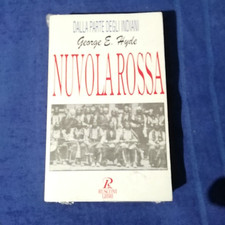 DALLA PARTE DEGLI INDIANI
George E. Hyde
NUVOLA ROSSA
R